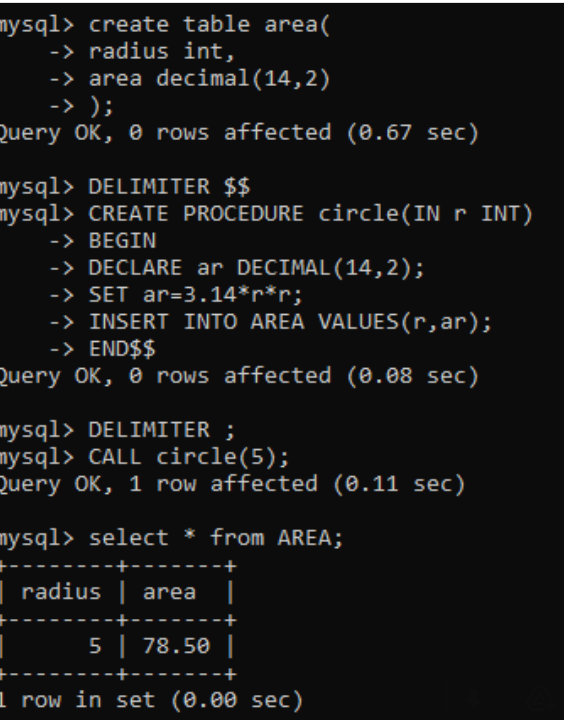 mysql> create table area(
    -> radius int,
    -> area decimal(14,2)
    -> );
Query OK, 0 rows affected (0.67 sec)

mysql> DELIMITER $$
mysql> CREATE PROCEDURE circle(IN r INT)
    -> BEGIN
    -> DECLARE ar DECIMAL(14,2);
    -> SET ar=3.14*r*r;
    -> INSERT INTO AREA VALUES(r,ar);
    -> END$$
Query OK, 0 rows affected (0.08 sec)

mysql> DELIMITER ;
mysql> CALL circle(5);
Query OK, 1 row affected (0.11 sec)

mysql> select * from AREA;
+--------+-------+
| radius | area  |
+--------+-------+
|      5 | 78.50 |
+--------+-------+
1 row in set (0.00 sec)